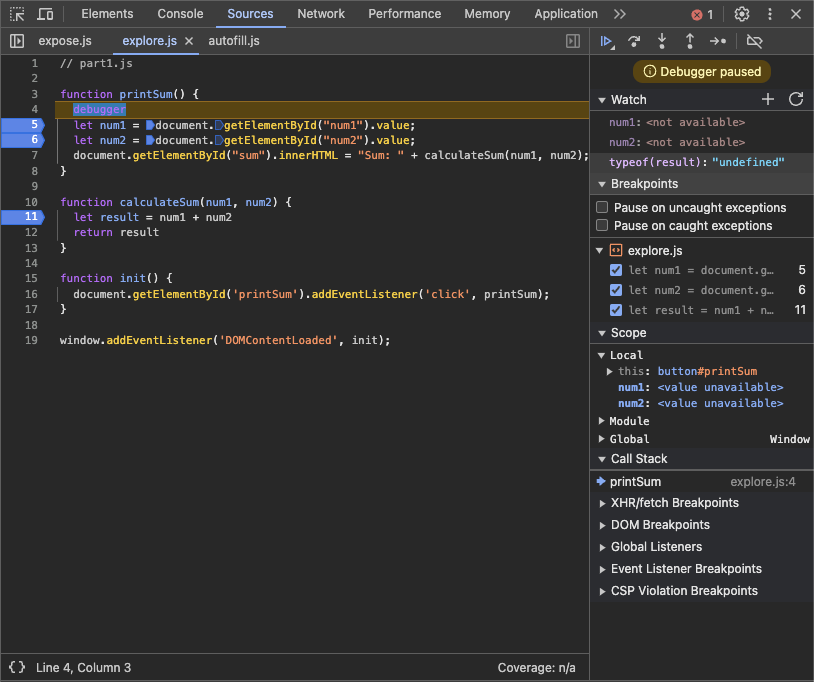 Elements Console Sources Network Performance Memory Application 1
expose.js explore.js autofill.js
1 // part1.js
2
3 function printSum() {
4 debugger
5 let num1 = document.getElementById("num1").value;
6 let num2 = document.getElementById("num2").value;
7 document.getElementById("sum").innerHTML = "Sum: " + calculateSum(num1, num2);
8 }
9
10 function calculateSum(num1, num2) {
11 let result = num1 + num2
12 return result
13 }
14
15 function init() {
16 document.getElementById('printSum').addEventListener('click', printSum);
17 }
18
19 window.addEventListener('DOMContentLoaded', init);
{} Line 4, Column 3 Coverage: n/a
Debugger paused
Watch
num1: <not available>
num2: <not available>
typeof(result): "undefined"
Breakpoints
Pause on uncaught exceptions
Pause on caught exceptions
explore.js
let num1 = document.g… 5
let num2 = document.g… 6
let result = num1 + n… 11
Scope
Local
this: button#printSum
num1: <value unavailable>
num2: <value unavailable>
Module
Global Window
Call Stack
printSum explore.js:4
XHR/fetch Breakpoints
DOM Breakpoints
Global Listeners
Event Listener Breakpoints
CSP Violation Breakpoints